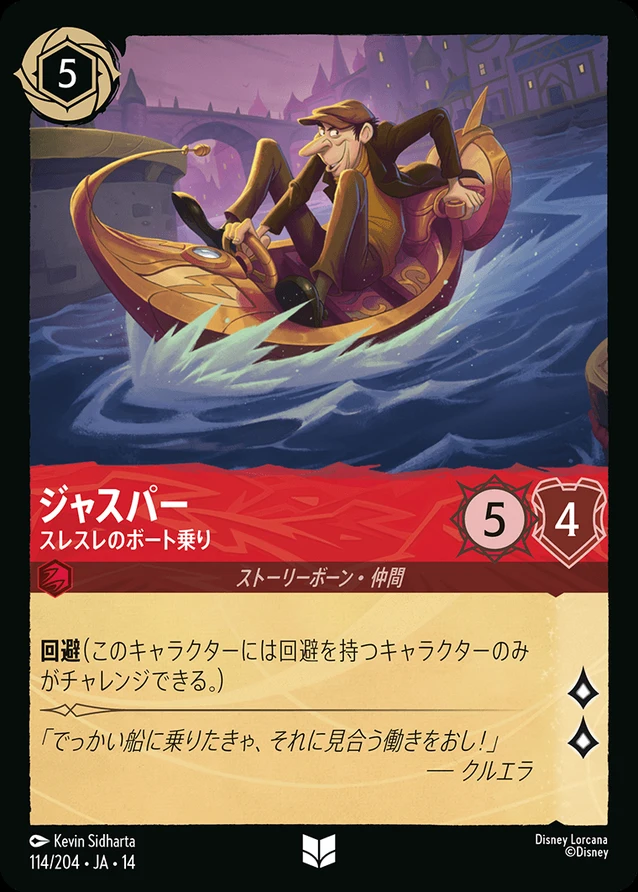 5
ジャスパー
スレスレのボート乗り
5
4
ストーリーボーン・仲間
回避(このキャラクターには回避を持つキャラクターのみ
がチャレンジできる。)
「でっかい船に乗りたきゃ、それに見合う働きをおし!」
— クルエラ
Kevin Sidharta
114/204・JA・14
Disney Lorcana
©Disney